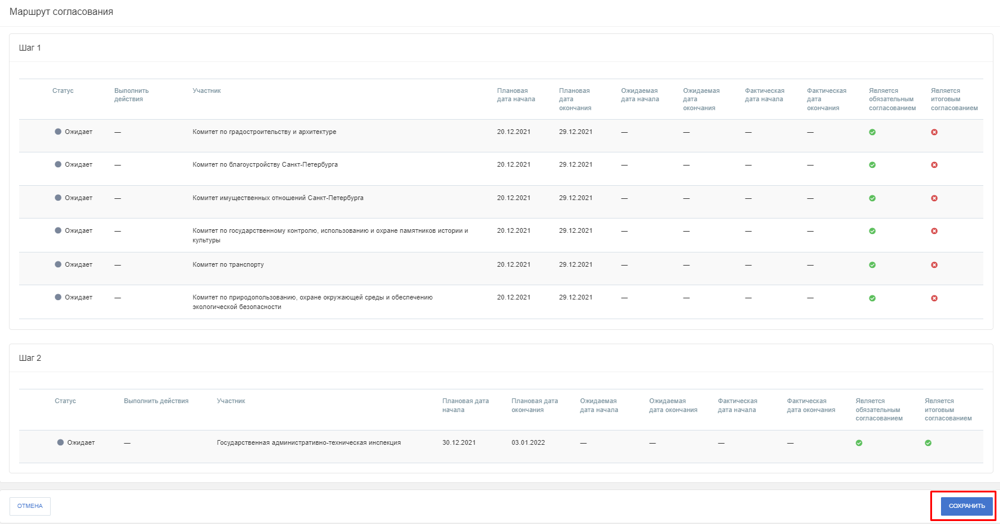 Маршрут согласования
Шаг 1
Статус
Выполнить
действия
Участник
Плановая
дата начала
Плановая
дата
окончания
Ожидаемая
дата начала
Ожидаемая
дата
окончания
Фактическая
дата начала
Фактическая
дата
окончания
Является
обязательным
согласованием
Является
итоговым
согласованием
Ожидает — Комитет по градостроительству и архитектуре 20.12.2021 29.12.2021 — — — —
Ожидает — Комитет по благоустройству Санкт-Петербурга 20.12.2021 29.12.2021 — — — —
Ожидает — Комитет имущественных отношений Санкт-Петербурга 20.12.2021 29.12.2021 — — — —
Ожидает — Комитет по государственному контролю, использованию и охране памятников истории и 20.12.2021 29.12.2021 — — — —
культуры
Ожидает — Комитет по транспорту 20.12.2021 29.12.2021 — — — —
Ожидает — Комитет по природопользованию, охране окружающей среды и обеспечению 20.12.2021 29.12.2021 — — — —
экологической безопасности
Шаг 2
Статус
Выполнить действия
Участник
Плановая дата
начала
Плановая дата
окончания
Ожидаемая
дата начала
Ожидаемая
дата окончания
Фактическая
дата начала
Фактическая
дата окончания
Является
обязательным
согласованием
Является
итоговым
согласованием
Ожидает — Государственная административно-техническая инспекция 30.12.2021 03.01.2022 — — — —
ОТМЕНА
СОХРАНИТЬ